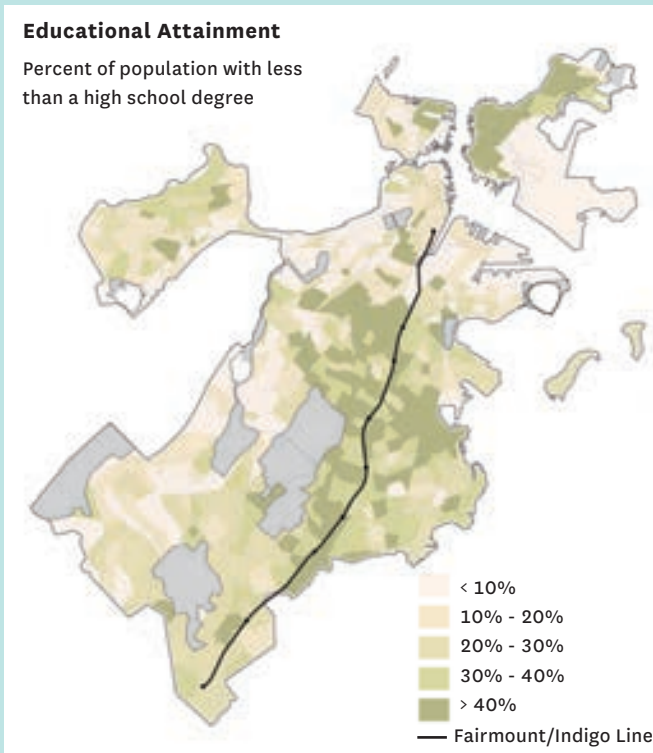 Educational Attainment
Percent of population with less
than a high school degree
< 10%
10% - 20%
20% - 30%
30% - 40%
> 40%
Fairmount/Indigo Line